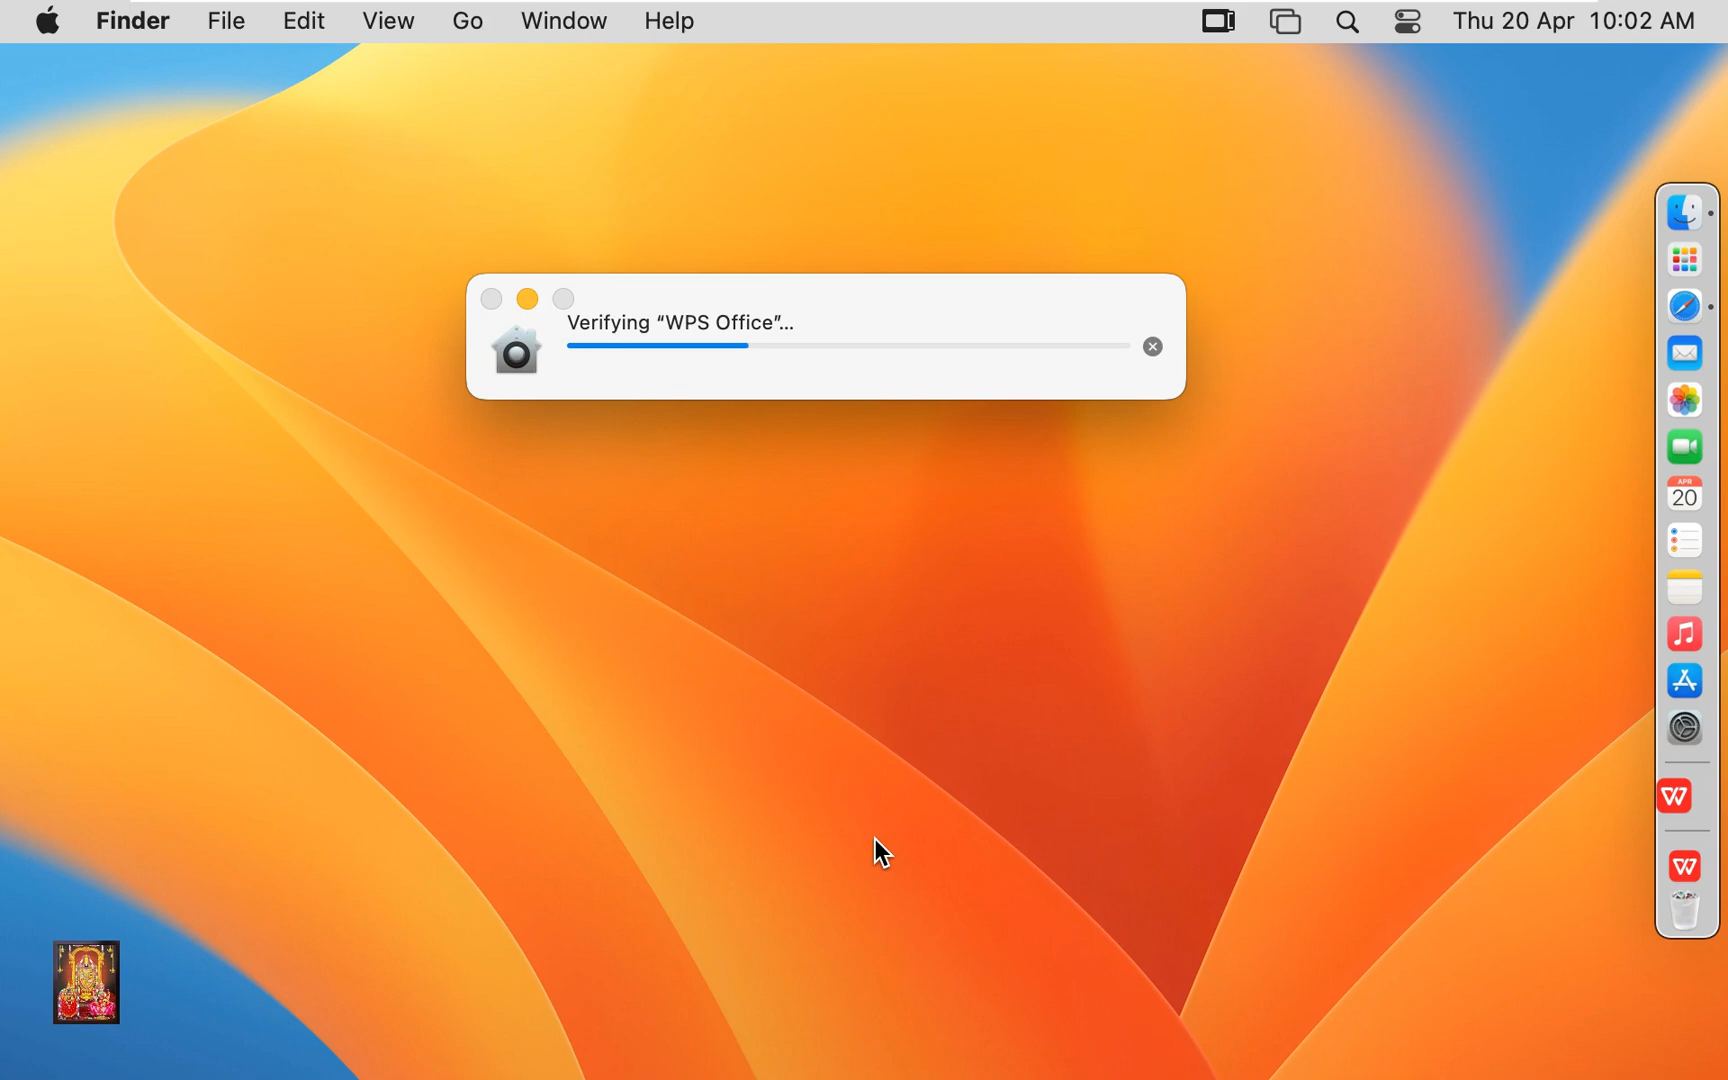 Finder File Edit View Go Window Help Thu 20 Apr 10:02 AM
Verifying “WPS Office”...
APR
20